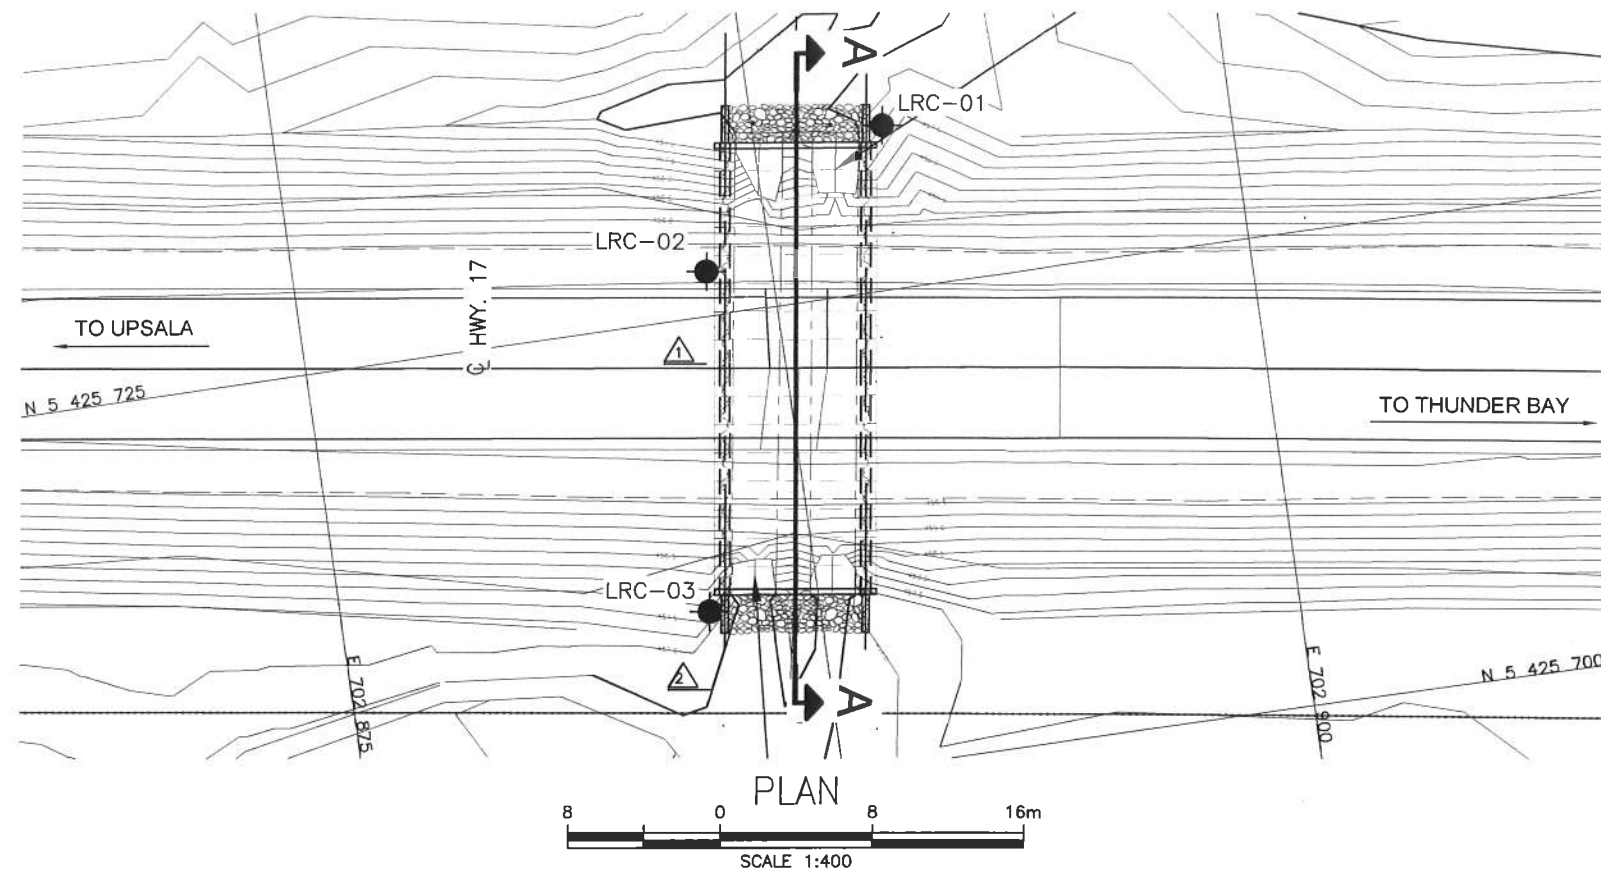 A
LRC-01
LRC-02
HWY. 17
TO UPSALA
1
N 5 425 725
TO THUNDER BAY
LRC-03
2
A
E 702 875
E 702 900
N 5 425 700
PLAN
8 0 8 16m
SCALE 1:400